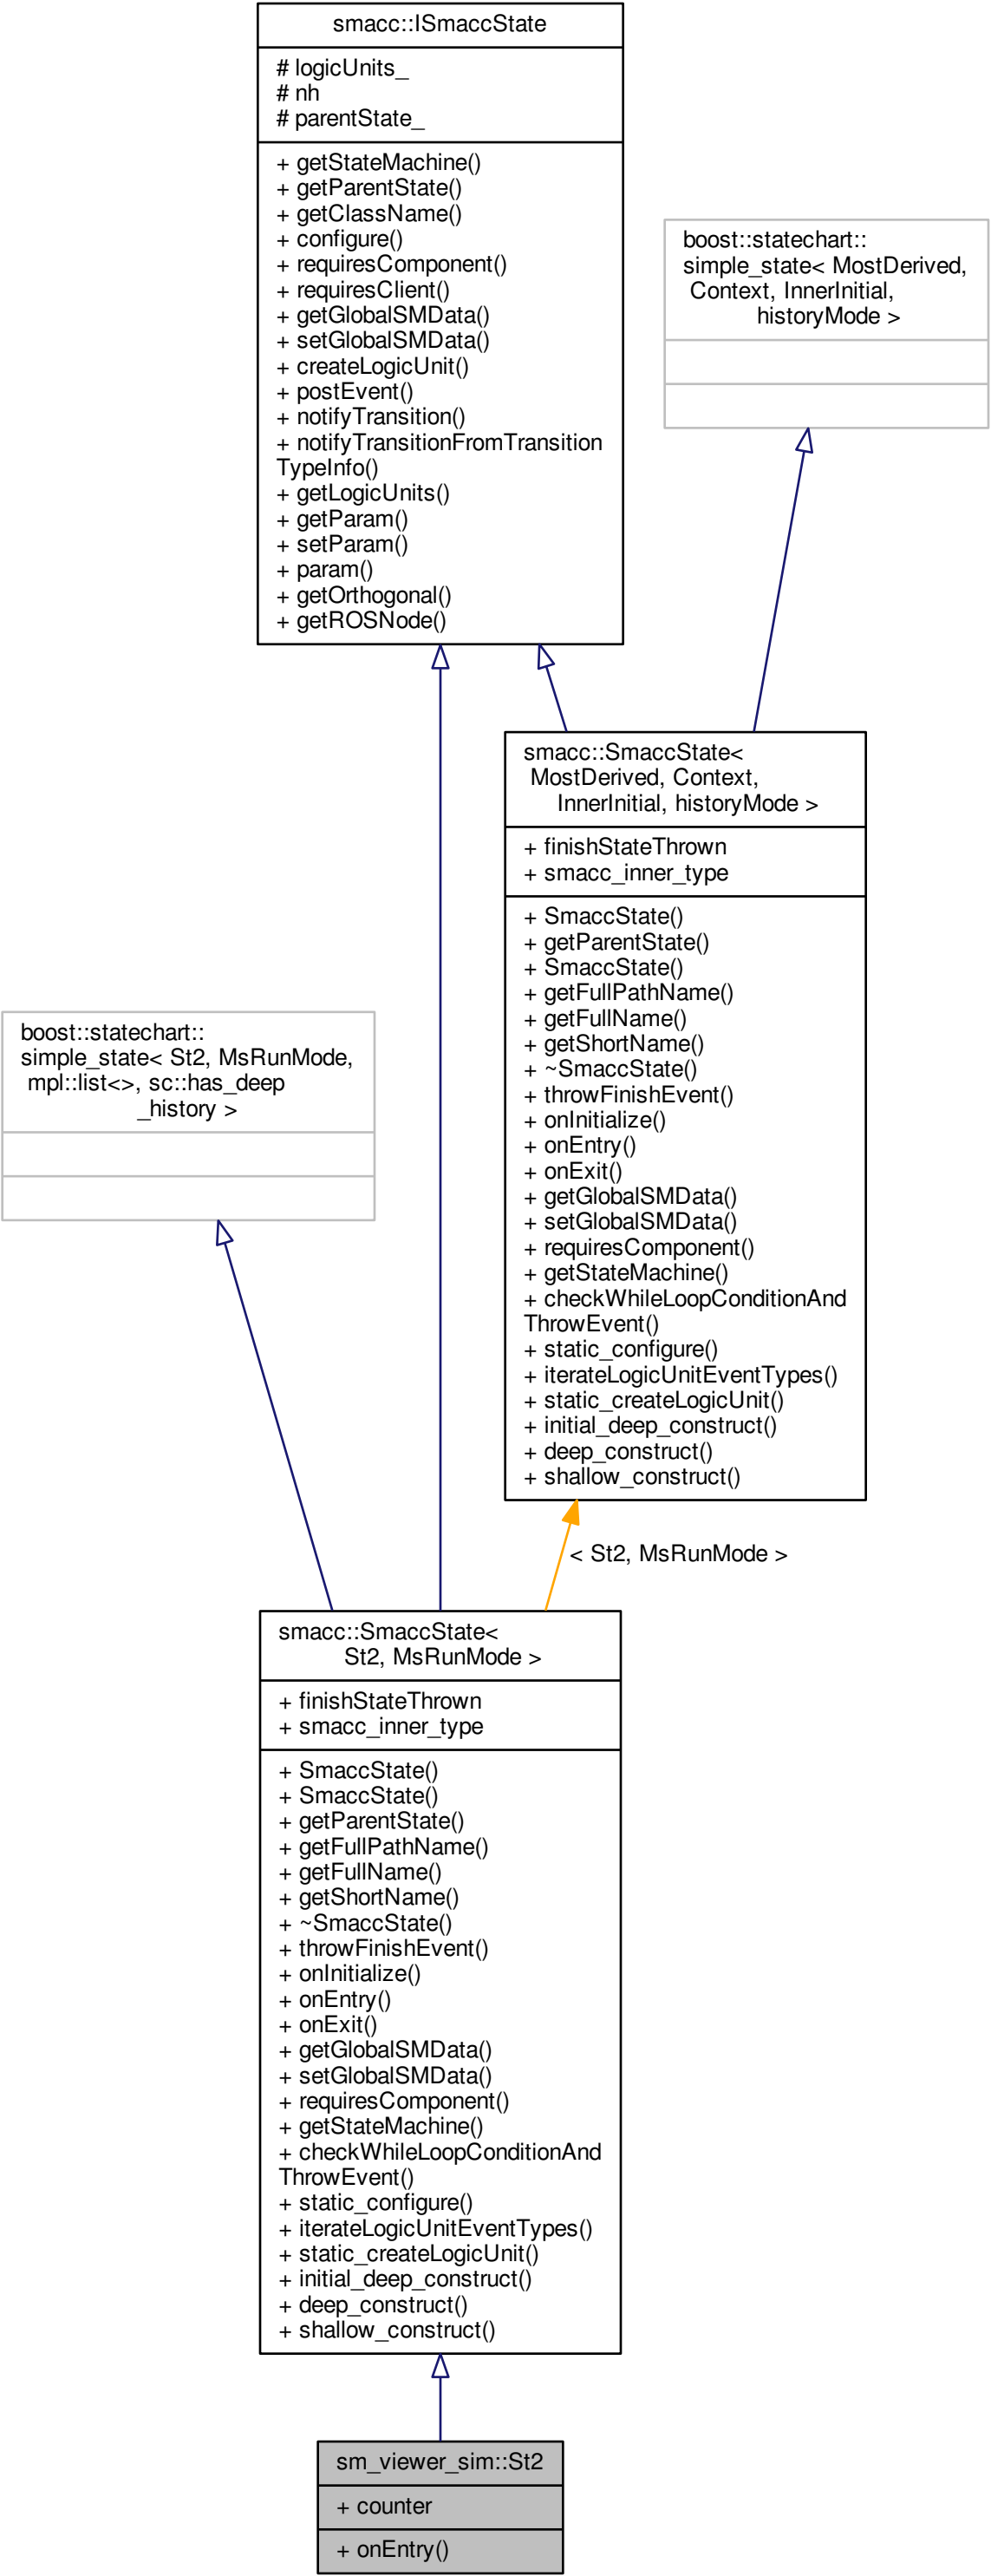 smacc::ISmaccState
# logicUnits_
# nh
# parentState_
+ getStateMachine()
+ getParentState()
+ getClassName()
+ configure()
+ requiresComponent()
+ requiresClient()
+ getGlobalSMData()
+ setGlobalSMData()
+ createLogicUnit()
+ postEvent()
+ notifyTransition()
+ notifyTransitionFromTransition
TypeInfo()
+ getLogicUnits()
+ getParam()
+ setParam()
+ param()
+ getOrthogonal()
+ getROSNode()
boost::statechart::
simple_state< MostDerived,
Context, InnerInitial,
historyMode >
smacc::SmaccState<
MostDerived, Context,
InnerInitial, historyMode >
+ finishStateThrown
+ smacc_inner_type
+ SmaccState()
+ getParentState()
+ SmaccState()
+ getFullPathName()
+ getFullName()
+ getShortName()
+ ~SmaccState()
+ throwFinishEvent()
+ onInitialize()
+ onEntry()
+ onExit()
+ getGlobalSMData()
+ setGlobalSMData()
+ requiresComponent()
+ getStateMachine()
+ checkWhileLoopConditionAnd
ThrowEvent()
+ static_configure()
+ iterateLogicUnitEventTypes()
+ static_createLogicUnit()
+ initial_deep_construct()
+ deep_construct()
+ shallow_construct()
boost::statechart::
simple_state< St2, MsRunMode,
mpl::list<>, sc::has_deep
_history >
< St2, MsRunMode >
smacc::SmaccState<
St2, MsRunMode >
+ finishStateThrown
+ smacc_inner_type
+ SmaccState()
+ SmaccState()
+ getParentState()
+ getFullPathName()
+ getFullName()
+ getShortName()
+ ~SmaccState()
+ throwFinishEvent()
+ onInitialize()
+ onEntry()
+ onExit()
+ getGlobalSMData()
+ setGlobalSMData()
+ requiresComponent()
+ getStateMachine()
+ checkWhileLoopConditionAnd
ThrowEvent()
+ static_configure()
+ iterateLogicUnitEventTypes()
+ static_createLogicUnit()
+ initial_deep_construct()
+ deep_construct()
+ shallow_construct()
sm_viewer_sim::St2
+ counter
+ onEntry()